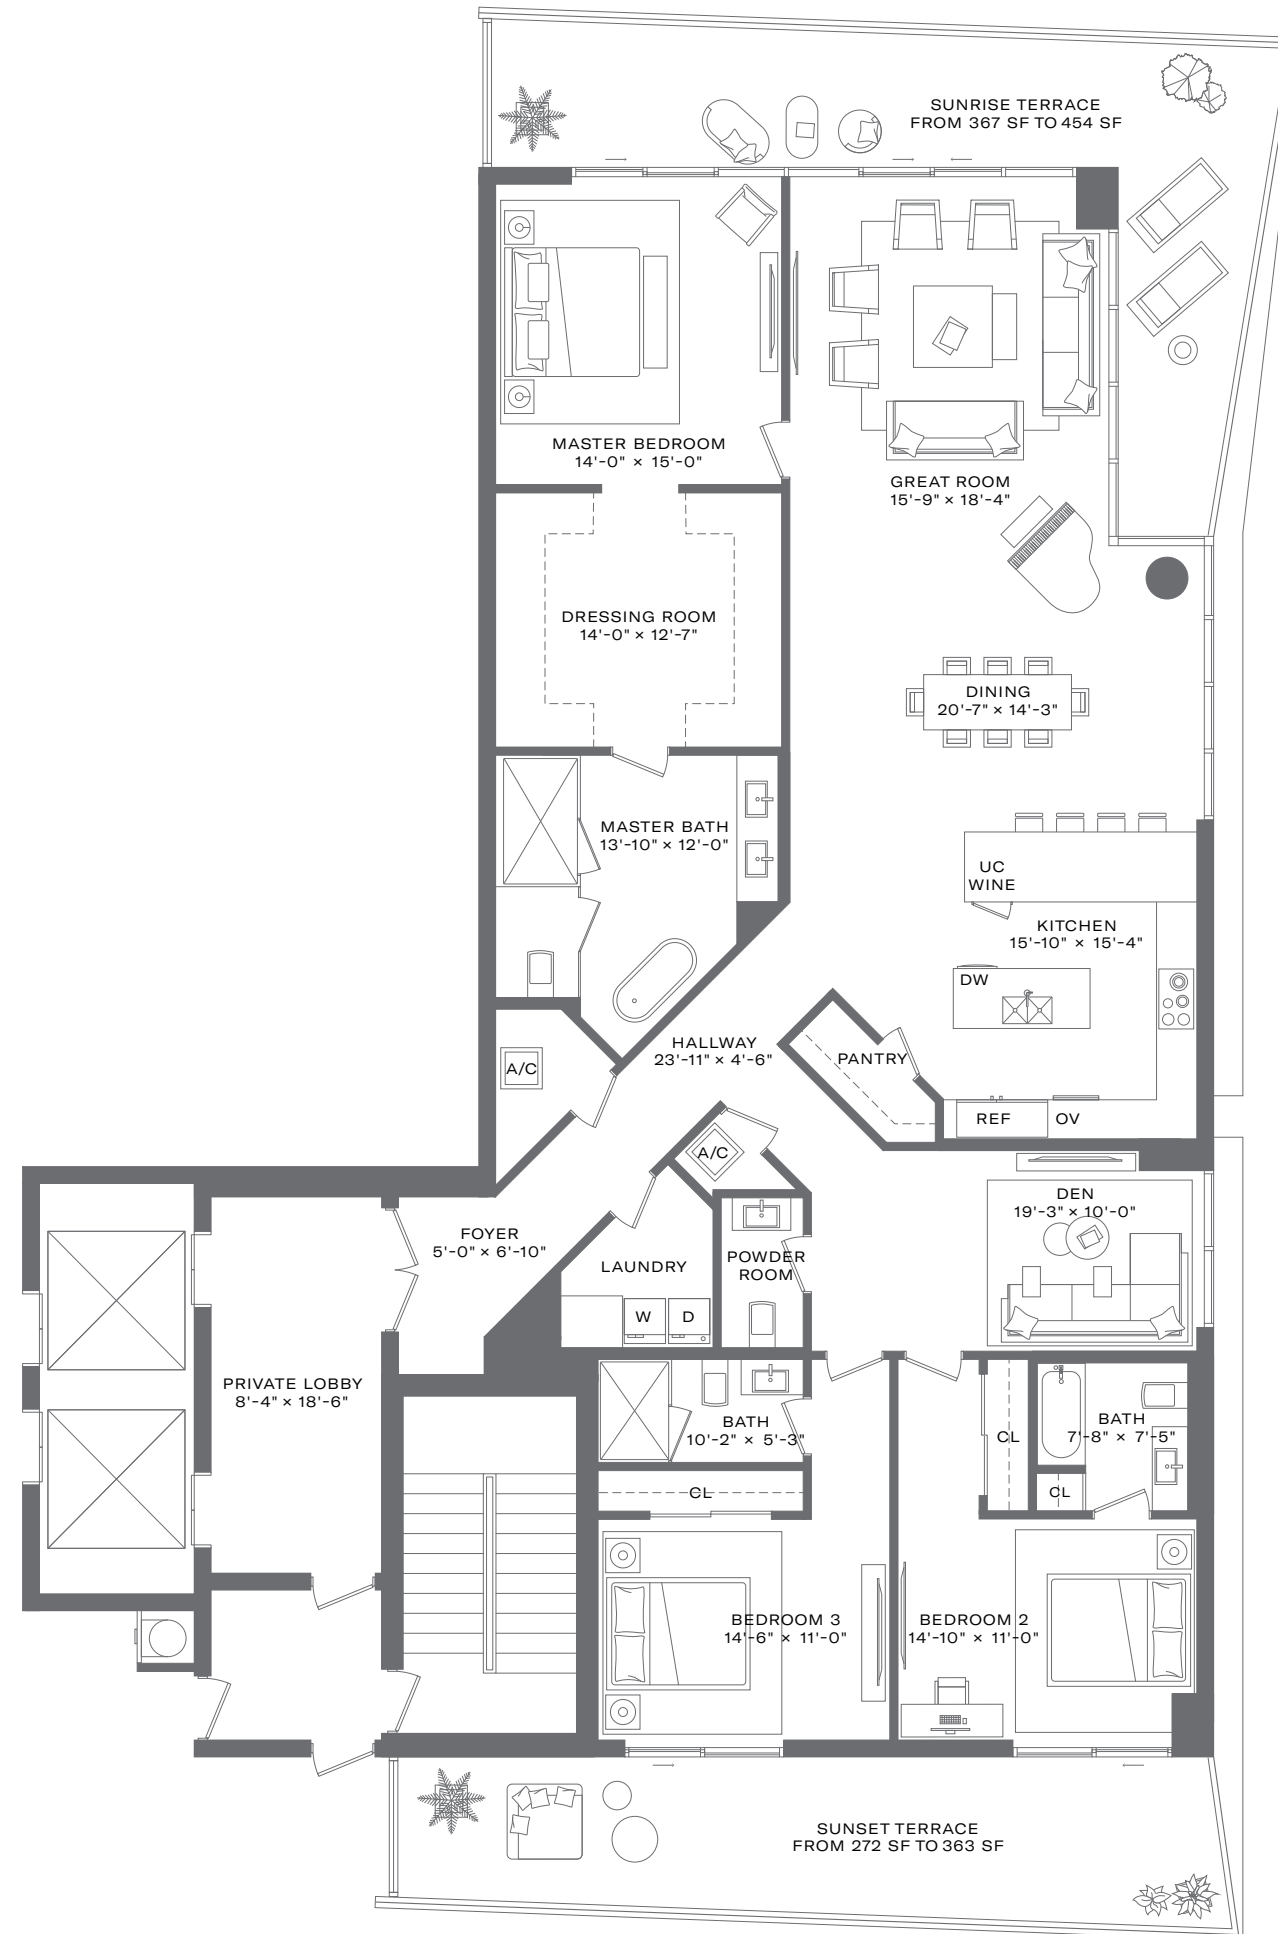 SUNRISE TERRACE
FROM 367 SF TO 454 SF
MASTER BEDROOM
14'-0" × 15'-0"
GREAT ROOM
15'-9" × 18'-4"
DRESSING ROOM
14'-0" × 12'-7"
DINING
20'-7" × 14'-3"
MASTER BATH
13'-10" × 12'-0"
UC
WINE
KITCHEN
15'-10" × 15'-4"
DW
HALLWAY
23'-11" × 4'-6"
PANTRY
A/C
REF
OV
A/C
DEN
19'-3" × 10'-0"
FOYER
5'-0" × 6'-10"
LAUNDRY
POWDER
ROOM
W
D
PRIVATE LOBBY
8'-4" × 18'-6"
BATH
10'-2" × 5'-3"
CL
BATH
7'-8" × 7'-5"
CL
CL
BEDROOM 3
14'-6" × 11'-0"
BEDROOM 2
14'-10" × 11'-0"
SUNSET TERRACE
FROM 272 SF TO 363 SF